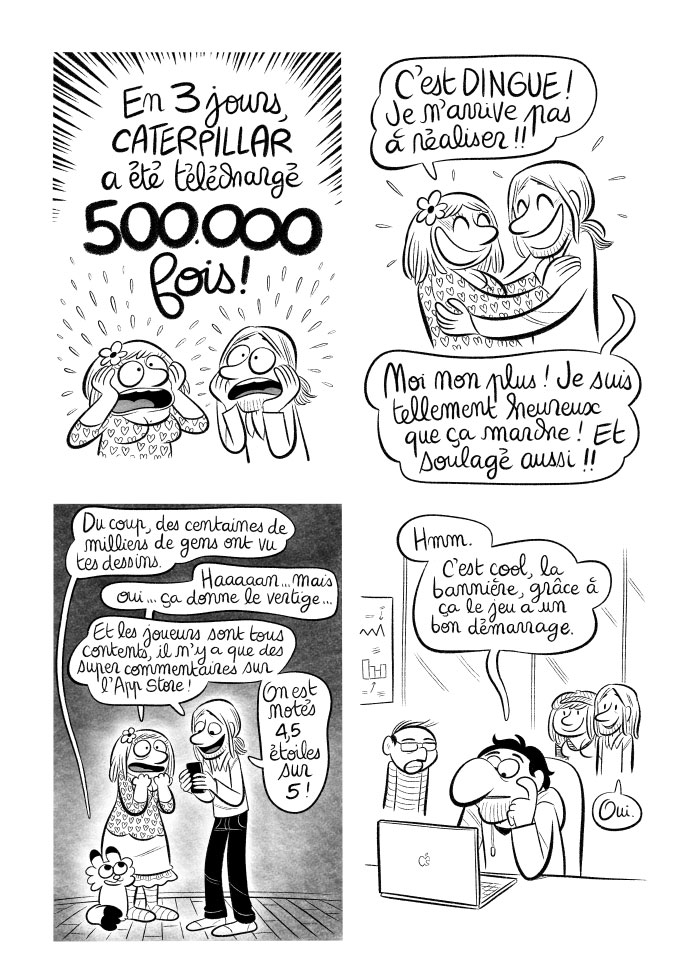 En 3 jours,
CATERPILLAR
a été téléchargé
500.000
fois!
C'est DINGUE!
Je n'arrive pas
à réaliser!!
Moi non plus! Je suis
tellement heureux
que ça marche! Et
soulagé aussi!!
Du coup, des centaines de
milliers de gens ont vu
tes dessins.
Haaaaan... mais
oui... ça donne le vertige...
Et les joueurs sont tous
contents, il n'y a que des
super commentaires sur
l'App Store!
On est
notés
4,5
étoiles
sur
5!
Hmm.
C'est cool, la
bannière, grâce à
ça le jeu a un
bon démarrage.
Oui.